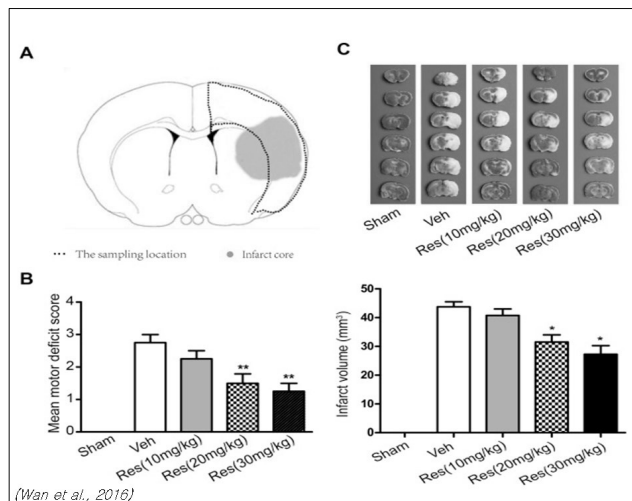 A
The sampling location
Infarct core
B
Mean motor deficit score
4
3
2
1
0
Sham
Veh
Res(10mg/kg)
Res(20mg/kg)
Res(30mg/kg)
**
**
C
Sham
Veh
Res(10mg/kg)
Res(20mg/kg)
Res(30mg/kg)
Infarct volume (mm³)
50
40
30
20
10
0
Sham
Veh
Res(10mg/kg)
Res(20mg/kg)
Res(30mg/kg)
*
*
(Wan et al., 2016)